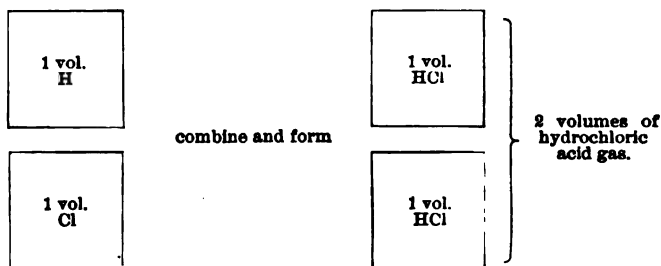 1 vol.
H
1 vol.
Cl
combine and form
1 vol.
HCl
1 vol.
HCl
2 volumes of
hydrochloric
acid gas.